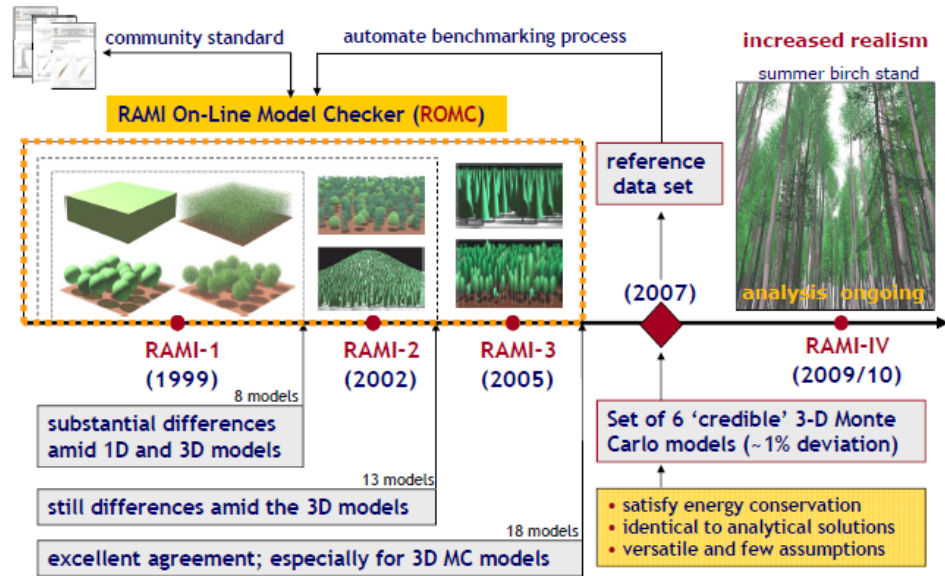 community standard
automate benchmarking process
increased realism
summer birch stand
RAMI On-Line Model Checker (ROMC)
reference
data set
analysis ongoing
(2007)
RAMI-1
(1999)
RAMI-2
(2002)
RAMI-3
(2005)
RAMI-IV
(2009/10)
8 models
substantial differences
amid 1D and 3D models
13 models
still differences amid the 3D models
18 models
excellent agreement; especially for 3D MC models
Set of 6 ‘credible’ 3-D Monte
Carlo models (~1% deviation)
• satisfy energy conservation
• identical to analytical solutions
• versatile and few assumptions